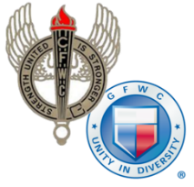 STRENGTH UNITED IS STRONGER
GFWC
GFWC
UNITY IN DIVERSITY
®